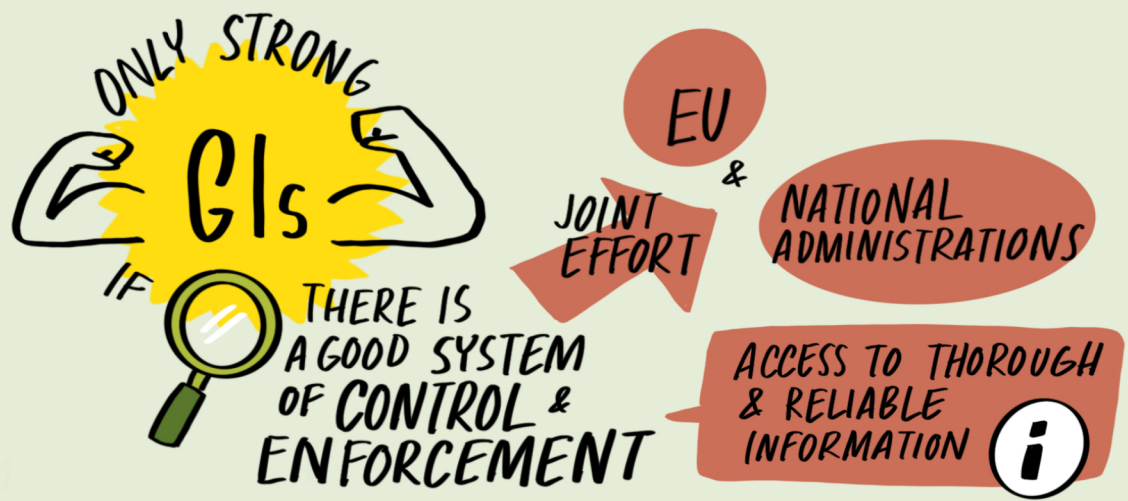 ONLY STRONG
GIs
IF
THERE IS
A GOOD SYSTEM
OF CONTROL &
ENFORCEMENT
JOINT
EFFORT
EU
&
NATIONAL
ADMINISTRATIONS
ACCESS TO THOROUGH
& RELIABLE
INFORMATION
i